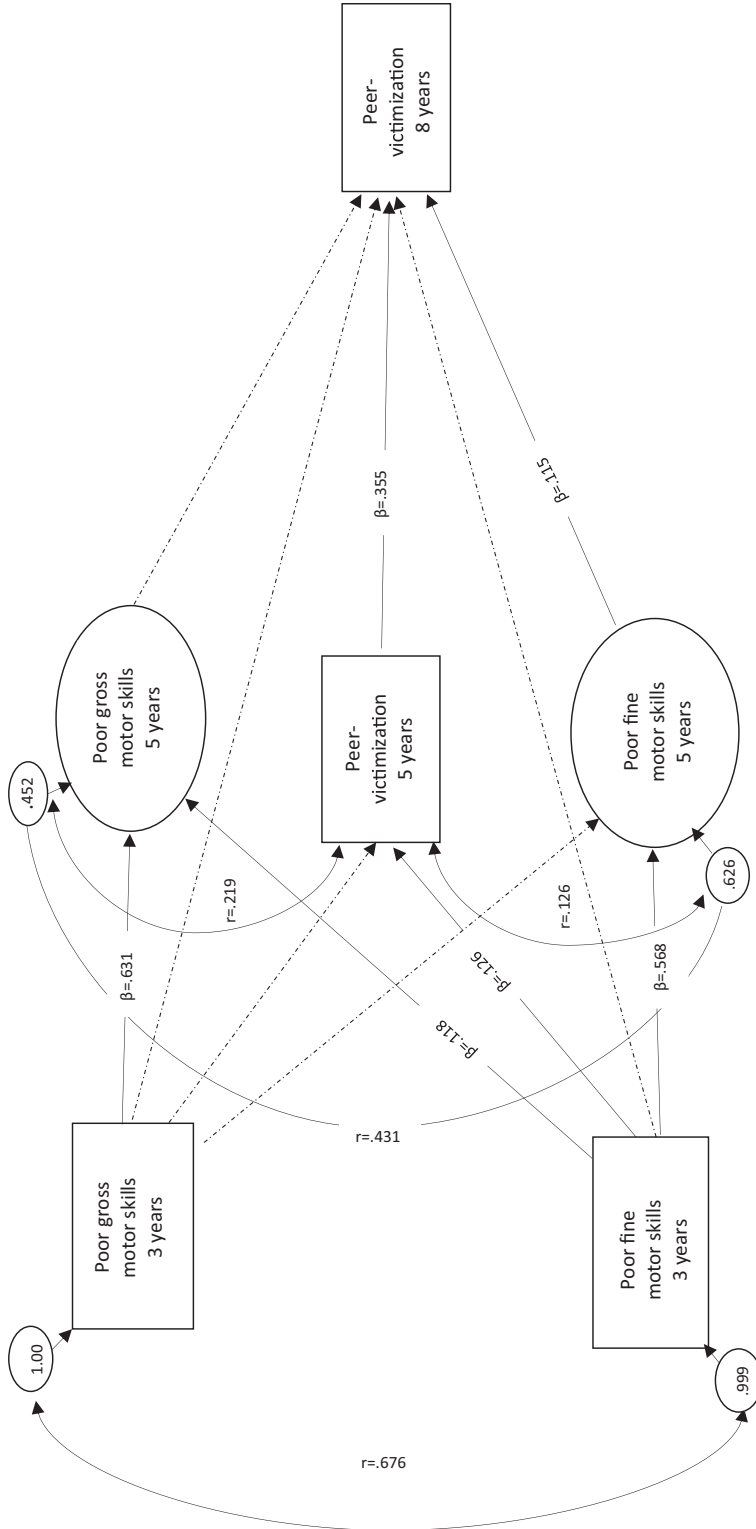 Peer-
victimization
8 years
β=.355
β=.115
Poor gross
motor skills
5 years
.452
Peer-
victimization
5 years
Poor fine
motor skills
5 years
.626
r=.219
r=.126
β=.631
β=.126
β=.568
β=.118
r=.431
Poor gross
motor skills
3 years
Poor fine
motor skills
3 years
1.00
.999
r=.676